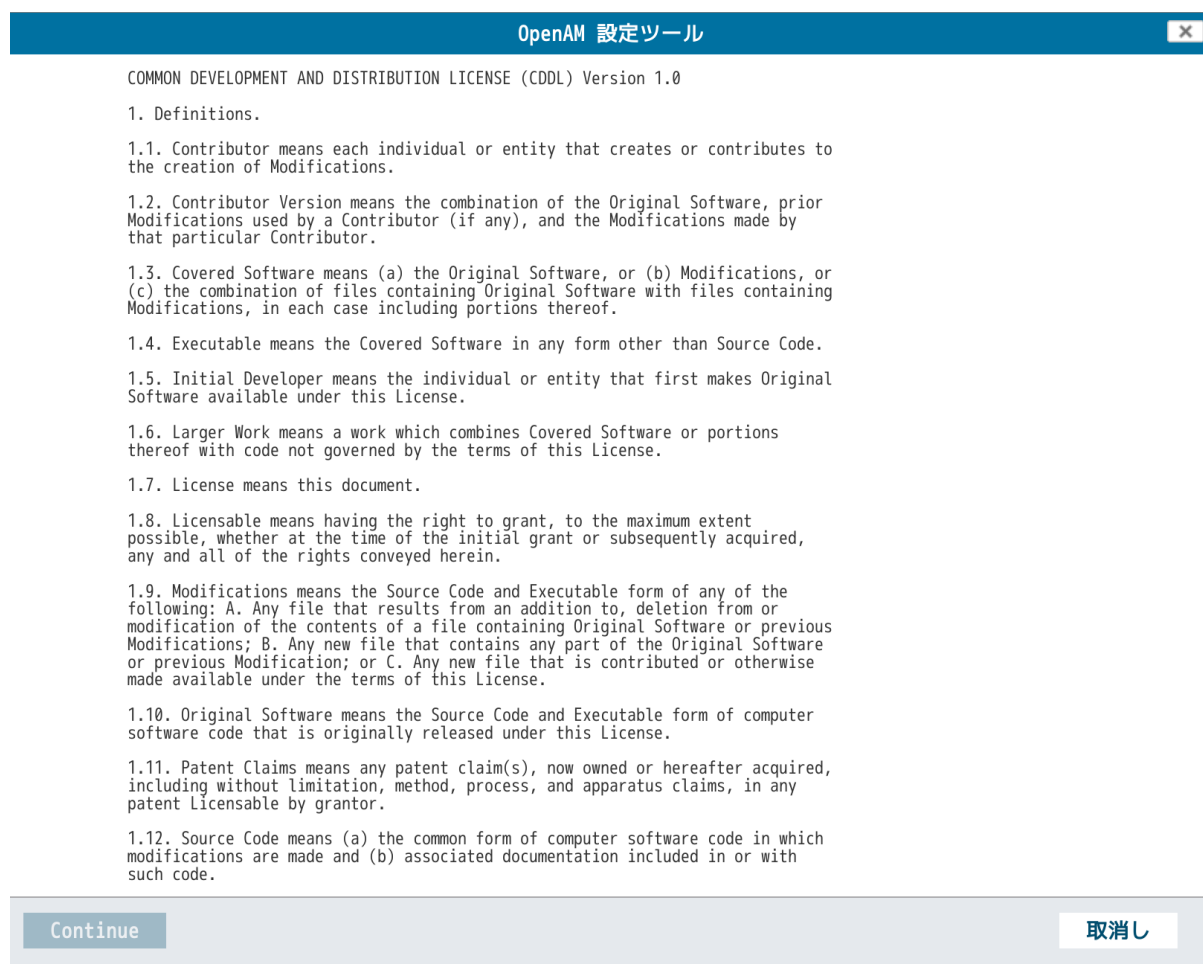 OpenAM 設定ツール
COMMON DEVELOPMENT AND DISTRIBUTION LICENSE (CDDL) Version 1.0
1. Definitions.
1.1. Contributor means each individual or entity that creates or contributes to
the creation of Modifications.
1.2. Contributor Version means the combination of the Original Software, prior
Modifications used by a Contributor (if any), and the Modifications made by
that particular Contributor.
1.3. Covered Software means (a) the Original Software, or (b) Modifications, or
(c) the combination of files containing Original Software with files containing
Modifications, in each case including portions thereof.
1.4. Executable means the Covered Software in any form other than Source Code.
1.5. Initial Developer means the individual or entity that first makes Original
Software available under this License.
1.6. Larger Work means a work which combines Covered Software or portions
thereof with code not governed by the terms of this License.
1.7. License means this document.
1.8. Licensable means having the right to grant, to the maximum extent
possible, whether at the time of the initial grant or subsequently acquired,
any and all of the rights conveyed herein.
1.9. Modifications means the Source Code and Executable form of any of the
following: A. Any file that results from an addition to, deletion from or
modification of the contents of a file containing Original Software or previous
Modifications; B. Any new file that contains any part of the Original Software
or previous Modification; or C. Any new file that is contributed or otherwise
made available under the terms of this License.
1.10. Original Software means the Source Code and Executable form of computer
software code that is originally released under this License.
1.11. Patent Claims means any patent claim(s), now owned or hereafter acquired,
including without limitation, method, process, and apparatus claims, in any
patent Licensable by grantor.
1.12. Source Code means (a) the common form of computer software code in which
modifications are made and (b) associated documentation included in or with
such code.
Continue
取消し